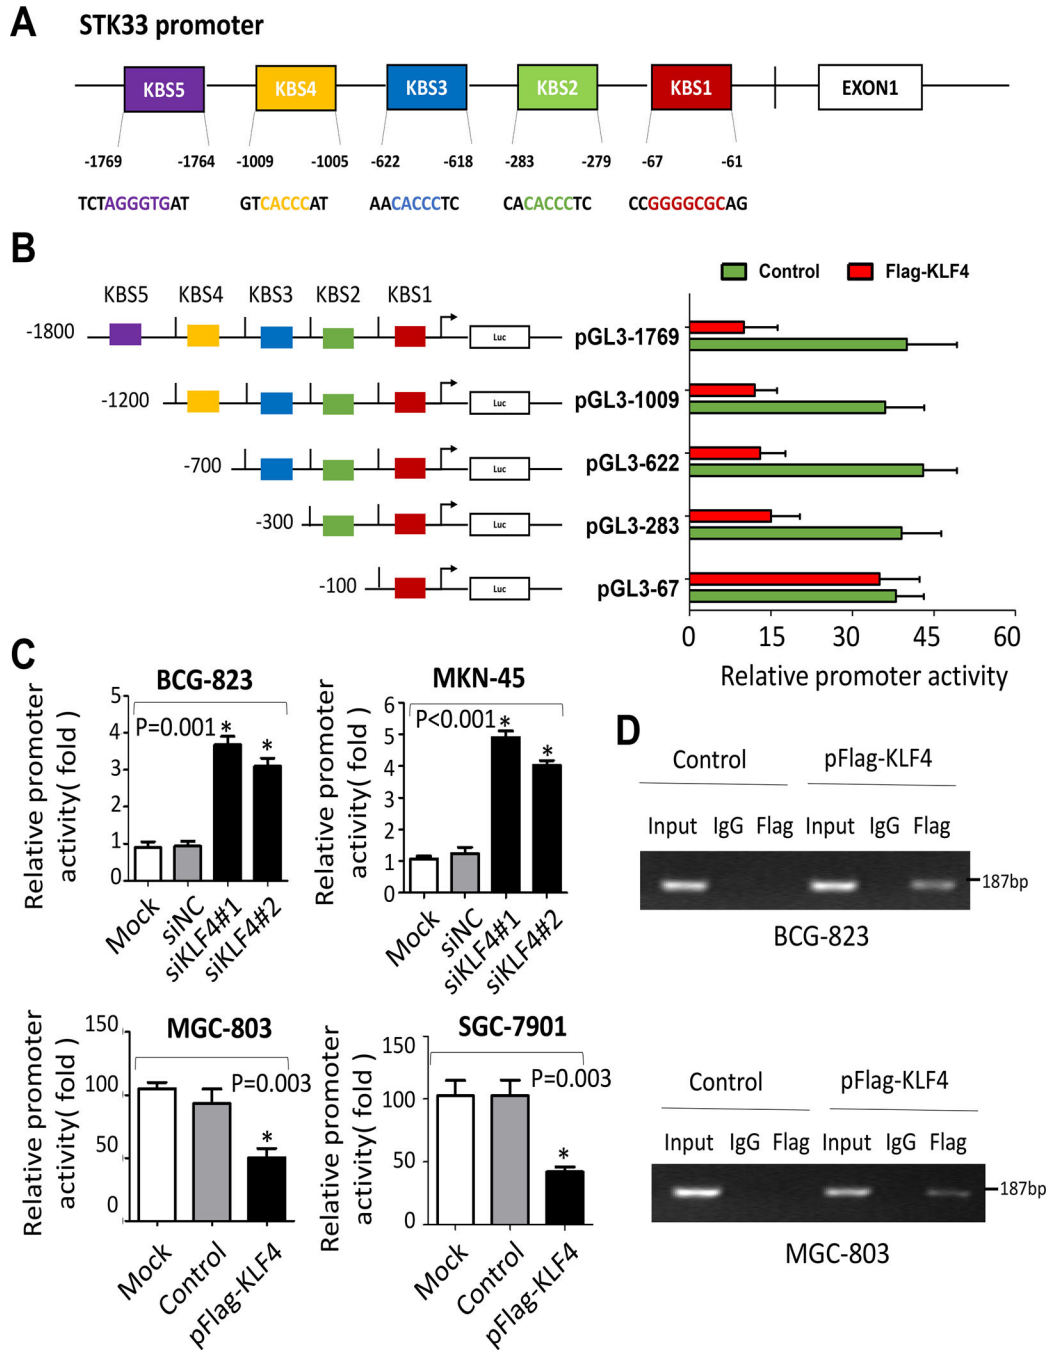 A STK33 promoter
KBS5 KBS4 KBS3 KBS2 KBS1 EXON1
-1769 -1764 -1009 -1005 -622 -618 -283 -279 -67 -61
TCTAGGGTGAT GTCACCCAT AACACCCTC CACACCCTC CCGGGGCGCAG
B
Control Flag-KLF4
KBS5 KBS4 KBS3 KBS2 KBS1
-1800 Luc pGL3-1769
-1200 Luc pGL3-1009
-700 Luc pGL3-622
-300 Luc pGL3-283
-100 Luc pGL3-67
0 15 30 45 60
Relative promoter activity
C
BCG-823
Relative promoter
activity( fold )
5
4
3
2
1
0
P=0.001
*
*
Mock
siNC
siKLF4#1
siKLF4#2
MKN-45
Relative promoter
activity( fold )
6
5
4
3
2
1
0
P<0.001
*
*
Mock
siNC
siKLF4#1
siKLF4#2
MGC-803
Relative promoter
activity( fold )
150
100
50
0
P=0.003
*
Mock
Control
pFlag-KLF4
SGC-7901
Relative promoter
activity( fold )
150
100
50
0
P=0.003
*
Mock
Control
pFlag-KLF4
D
Control pFlag-KLF4
Input IgG Flag Input IgG Flag
187bp
BCG-823
Control pFlag-KLF4
Input IgG Flag Input IgG Flag
187bp
MGC-803